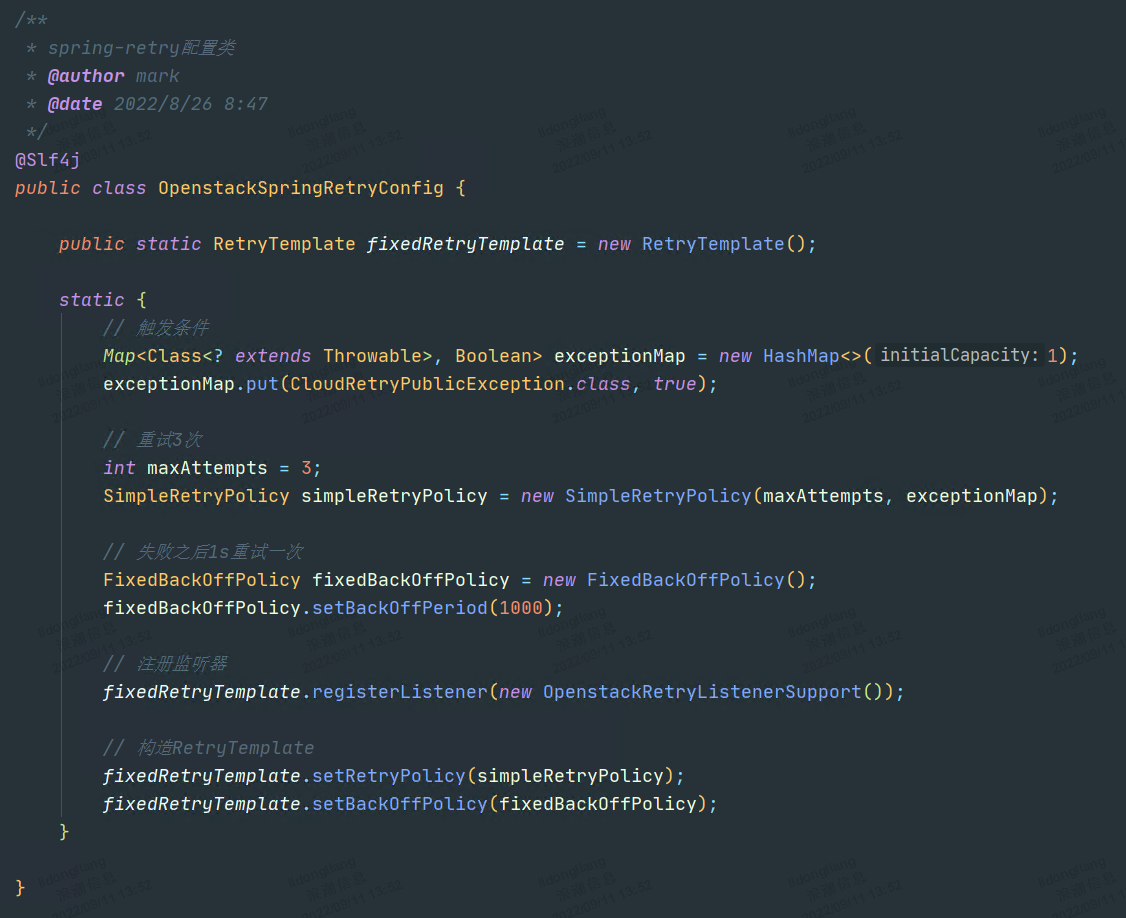 /**
 * spring-retry配置类
 * @author mark
 * @date 2022/8/26 8:47
 */
@Slf4j
public class OpenstackSpringRetryConfig {
    public static RetryTemplate fixedRetryTemplate = new RetryTemplate();
    static {
        // 触发条件
        Map<Class<? extends Throwable>, Boolean> exceptionMap = new HashMap<>( initialCapacity: 1);
        exceptionMap.put(CloudRetryPublicException.class, true);
        // 重试3次
        int maxAttempts = 3;
        SimpleRetryPolicy simpleRetryPolicy = new SimpleRetryPolicy(maxAttempts, exceptionMap);
        // 失败之后1s重试一次
        FixedBackOffPolicy fixedBackOffPolicy = new FixedBackOffPolicy();
        fixedBackOffPolicy.setBackOffPeriod(1000);
        // 注册监听器
        fixedRetryTemplate.registerListener(new OpenstackRetryListenerSupport());
        // 构造RetryTemplate
        fixedRetryTemplate.setRetryPolicy(simpleRetryPolicy);
        fixedRetryTemplate.setBackOffPolicy(fixedBackOffPolicy);
    }
}